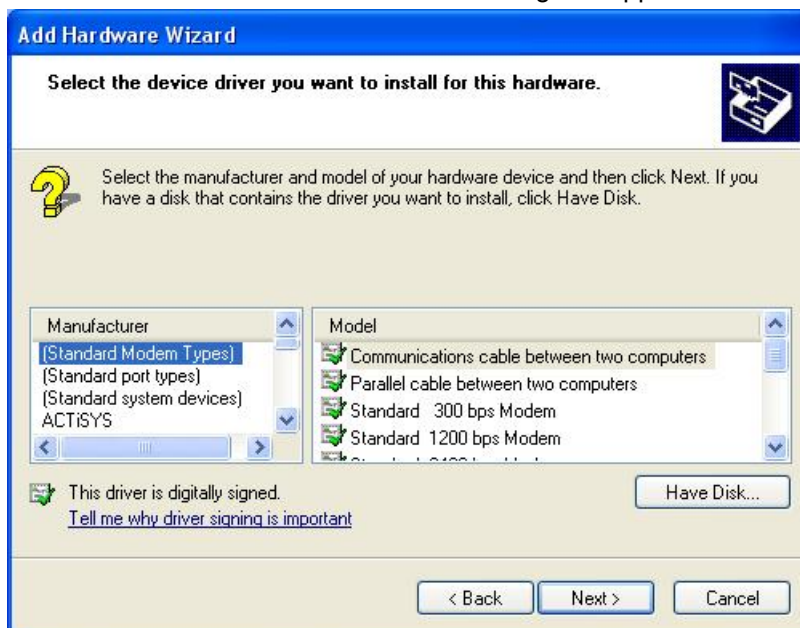 Add Hardware Wizard
Select the device driver you want to install for this hardware.
Select the manufacturer and model of your hardware device and then click Next. If you
have a disk that contains the driver you want to install, click Have Disk.
Manufacturer
(Standard Modem Types)
(Standard port types)
(Standard system devices)
ACTiSYS
Model
Communications cable between two computers
Parallel cable between two computers
Standard 300 bps Modem
Standard 1200 bps Modem
This driver is digitally signed.
Tell me why driver signing is important
Have Disk...
< Back
Next >
Cancel